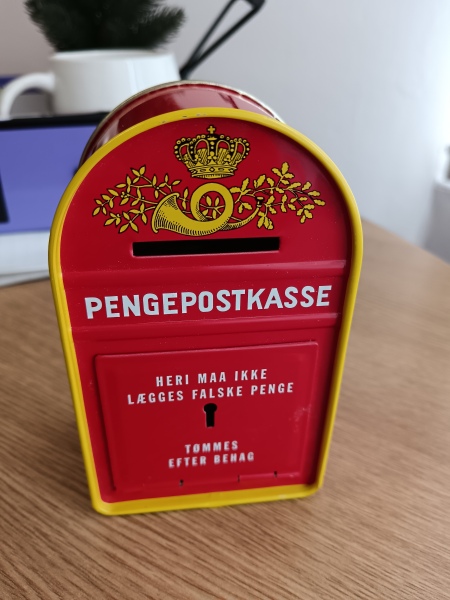 PENGEPOSTKASSE
HERI MAA IKKE
LÆGGES FALSKE PENGE
TØMMES
EFTER BEHAG